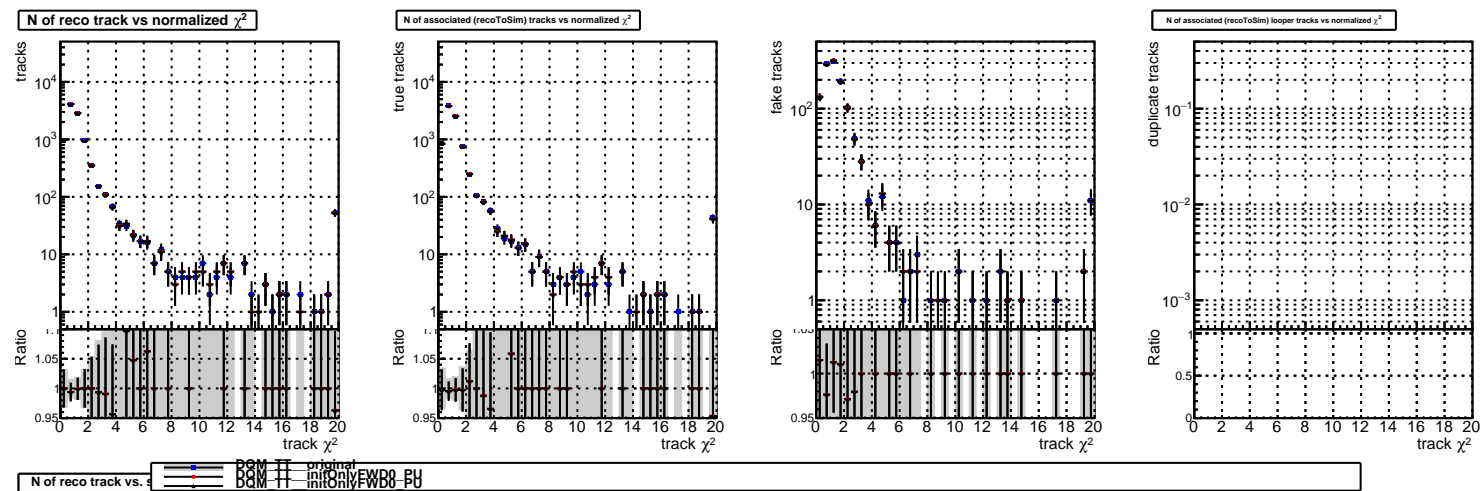 N of reco track vs normalized χ²
N of associated (recoToSim) tracks vs normalized χ²
N of associated (recoToSim) looper tracks vs normalized χ²
tracks
10⁴
10³
10²
10
1
Ratio
1.05
1
0.95
0 2 4 6 8 10 12 14 16 18 20
track χ²
true tracks
10⁴
10³
10²
10
1
Ratio
1.05
1
0.95
0 2 4 6 8 10 12 14 16 18 20
track χ²
fake tracks
10²
10
1
Ratio
1.05
1
0.95
0 2 4 6 8 10 12 14 16 18 20
track χ²
duplicate tracks
10⁻¹
10⁻²
10⁻³
Ratio
1
0.5
0
0 2 4 6 8 10 12 14 16 18 20
track χ²
N of reco track vs.
DQM_TT__original
DQM_TT__initOnlyFWD0_PU
DQM_TT__initOnlyFWD0_PU